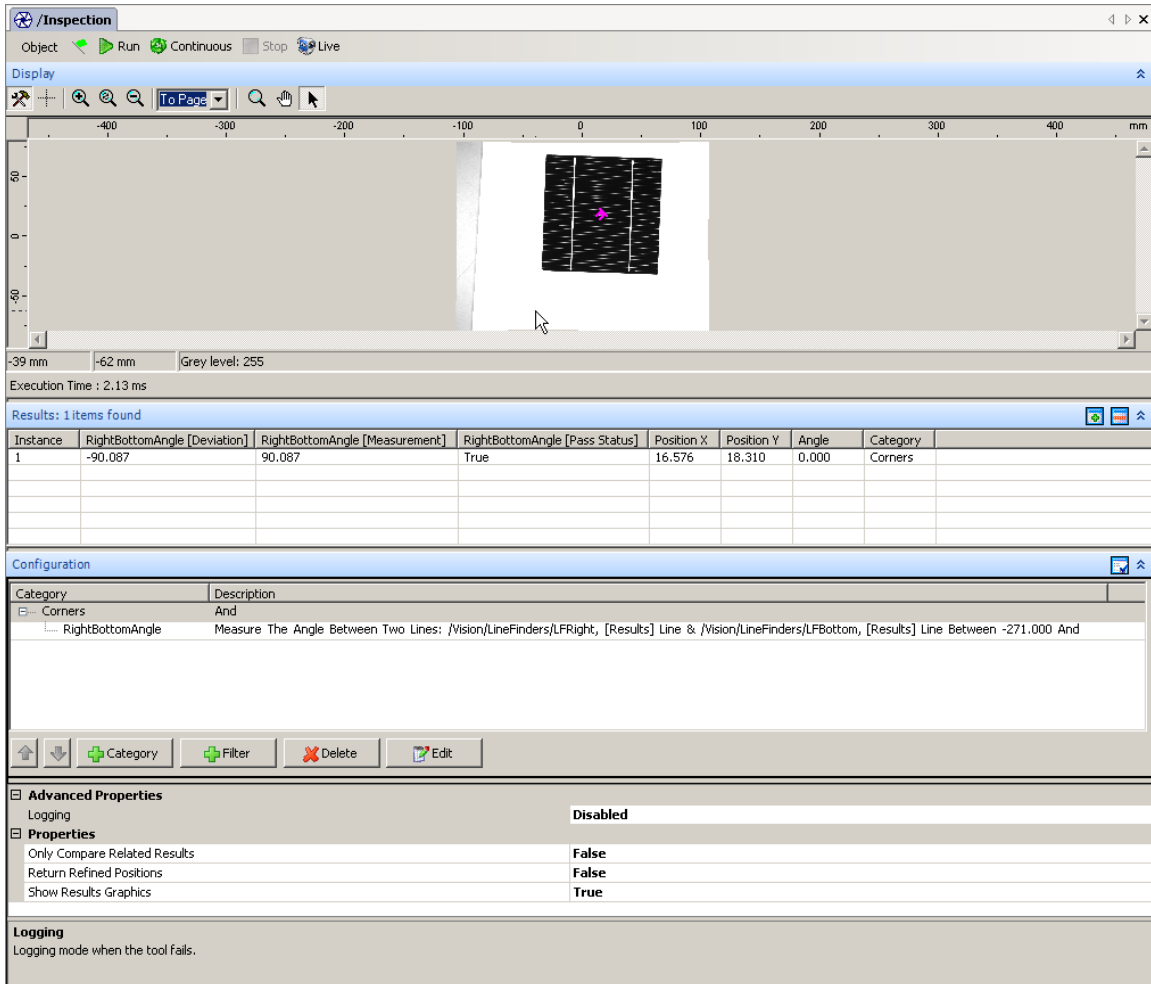 /Inspection
Object Run Continuous Stop Live
Display
To Page
-400 -300 -200 -100 0 100 200 300 400 mm
50
0
-50
-39 mm -62 mm Grey level: 255
Execution Time : 2.13 ms
Results: 1 items found
Instance RightBottomAngle [Deviation] RightBottomAngle [Measurement] RightBottomAngle [Pass Status] Position X Position Y Angle Category
1 -90.087 90.087 True 16.576 18.310 0.000 Corners
Configuration
Category Description
Corners And
RightBottomAngle Measure The Angle Between Two Lines: /Vision/LineFinders/LFRight, [Results] Line & /Vision/LineFinders/LFBottom, [Results] Line Between -271.000 And
Category Filter Delete Edit
Advanced Properties
Logging Disabled
Properties
Only Compare Related Results False
Return Refined Positions False
Show Results Graphics True
Logging
Logging mode when the tool fails.